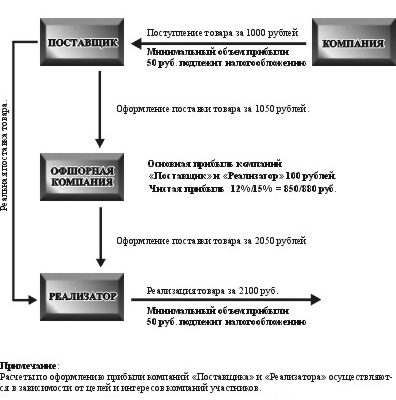 Поступление товара за 1000 рублей
ПОСТАВЩИК
КОМПАНИЯ
Минимальный объем прибыли
50 руб. подлежит налогообложению
Оформление поставки товара за 1050 рублей.
Реальная поставка товара.
ОФШОРНАЯ
КОМПАНИЯ
Основная прибыль компаний
«Поставщик» и «Реализатор» 100 рублей.
Чистая прибыль 12%/15% = 850/880 руб.
Оформление поставки товара за 2050 рублей
РЕАЛИЗАТОР
Реализация товара за 2100 руб.
Минимальный объем прибыли
50 руб. подлежит налогообложению
Примечание:
Расчеты по оформлению прибыли компаний «Поставщика» и «Реализатора» осуществляют-
ся в зависимости от целей и интересов компаний участников.